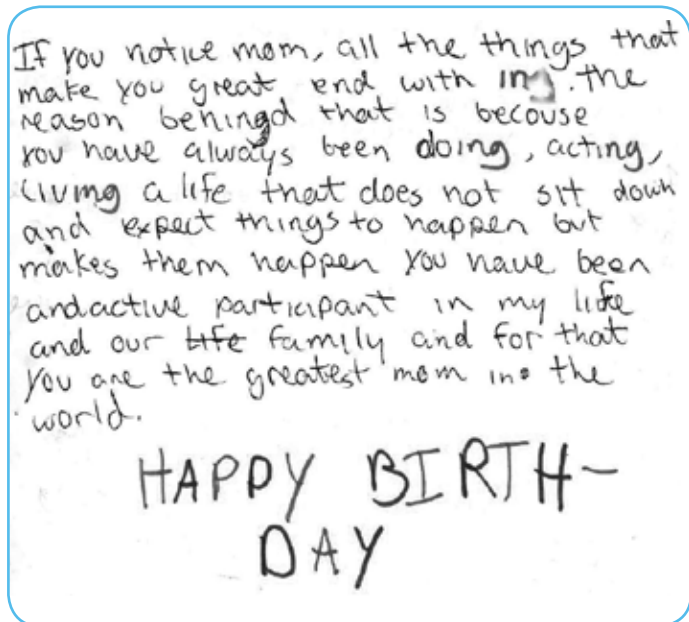 If you notice mom, all the things that
make you great end with ing. the
reason beningd that is becouse
you have always been doing, acting,
living a life that does not sit down
and expect things to happen but
makes them happen you have been
andactive participant in my life
and our life family and for that
you are the greatest mom in the
world.
HAPPY BIRTH-
DAY